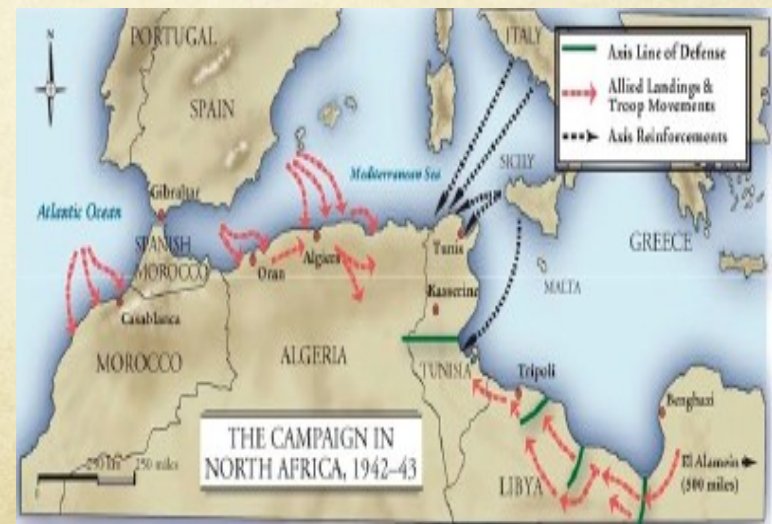 PORTUGAL
ITALY
SPAIN
Axis Line of Defense
Allied Landings &
Troop Movements
Axis Reinforcements
N
Mediterranean Sea
SICILY
Gibraltar
Atlantic Ocean
SPANISH
MOROCCO
Oran
Algiers
Tunis
GREECE
MALTA
Casablanca
Kasserine
MOROCCO
ALGERIA
TUNISIA
Tripoli
Benghazi
THE CAMPAIGN IN
NORTH AFRICA, 1942–43
250 miles
0
LIBYA
El Alamein
(500 miles)